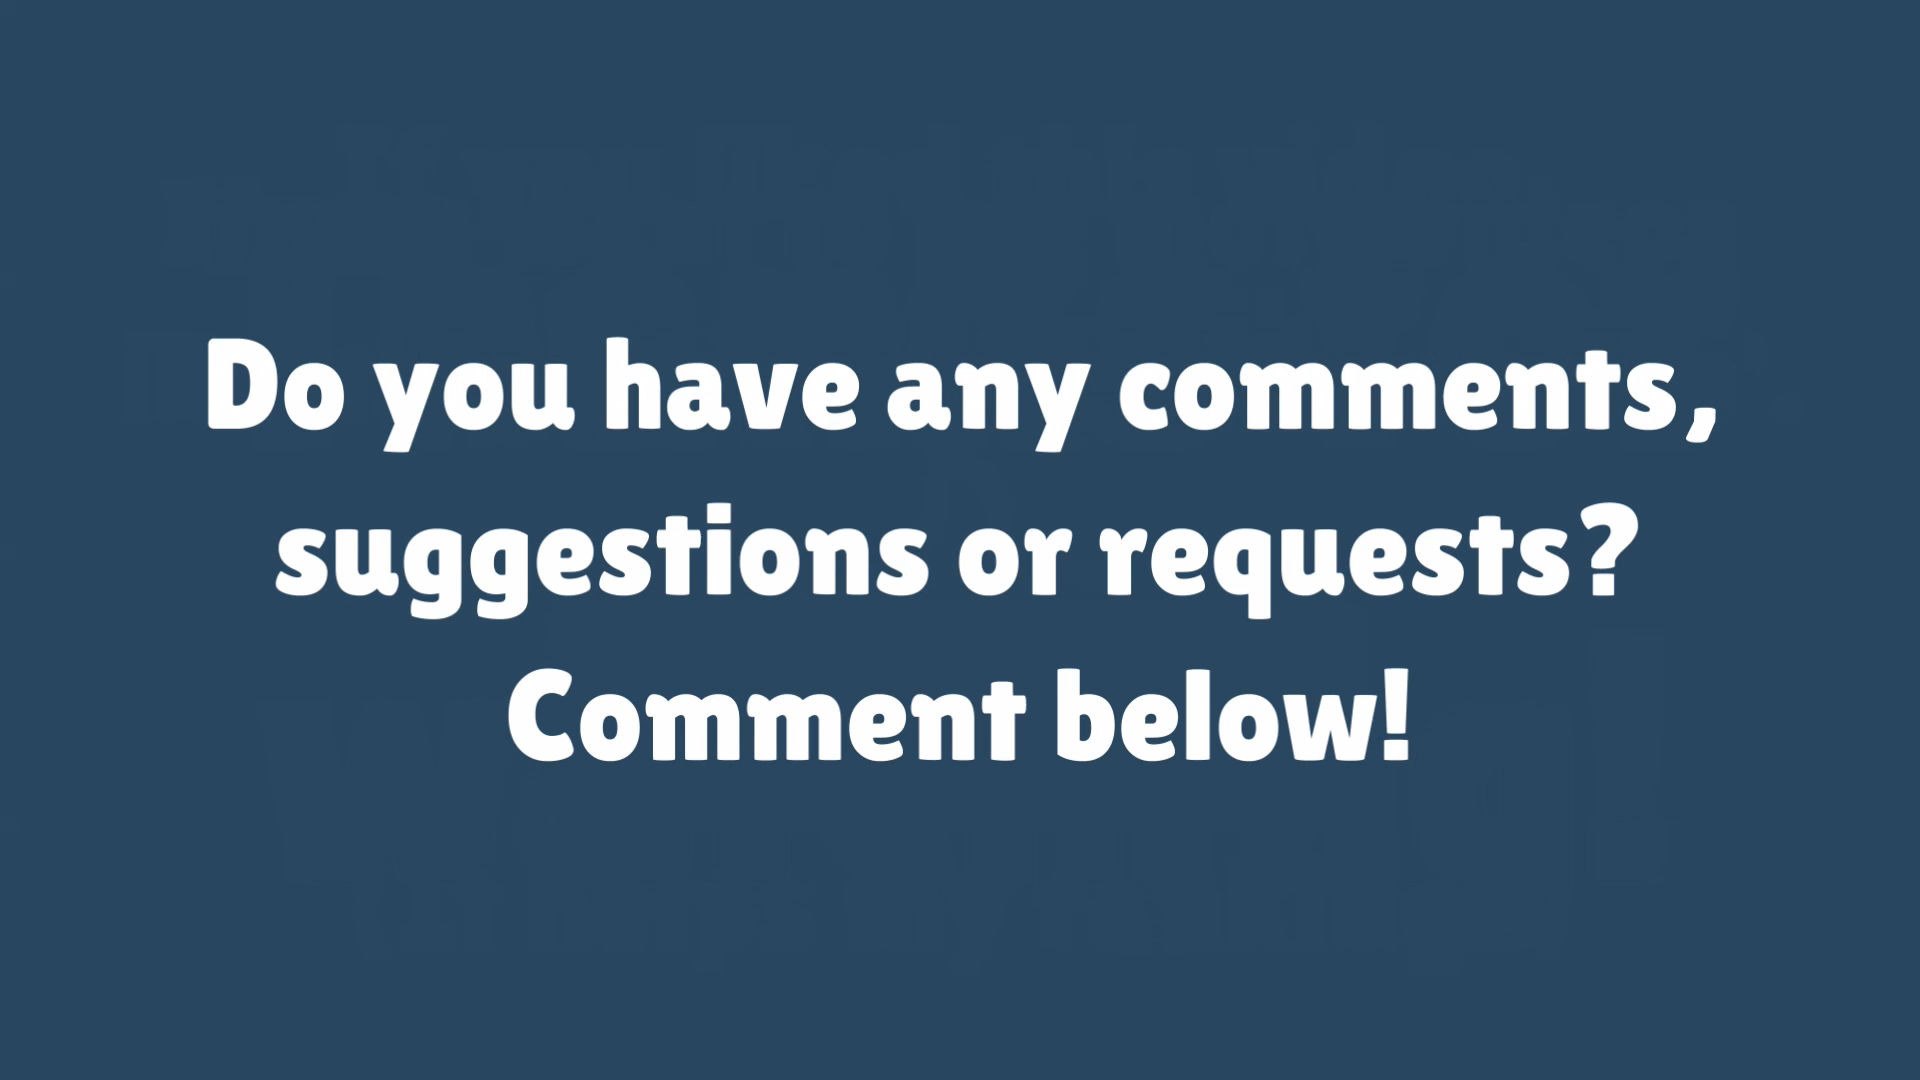 Do you have any comments,
suggestions or requests?
Comment below!